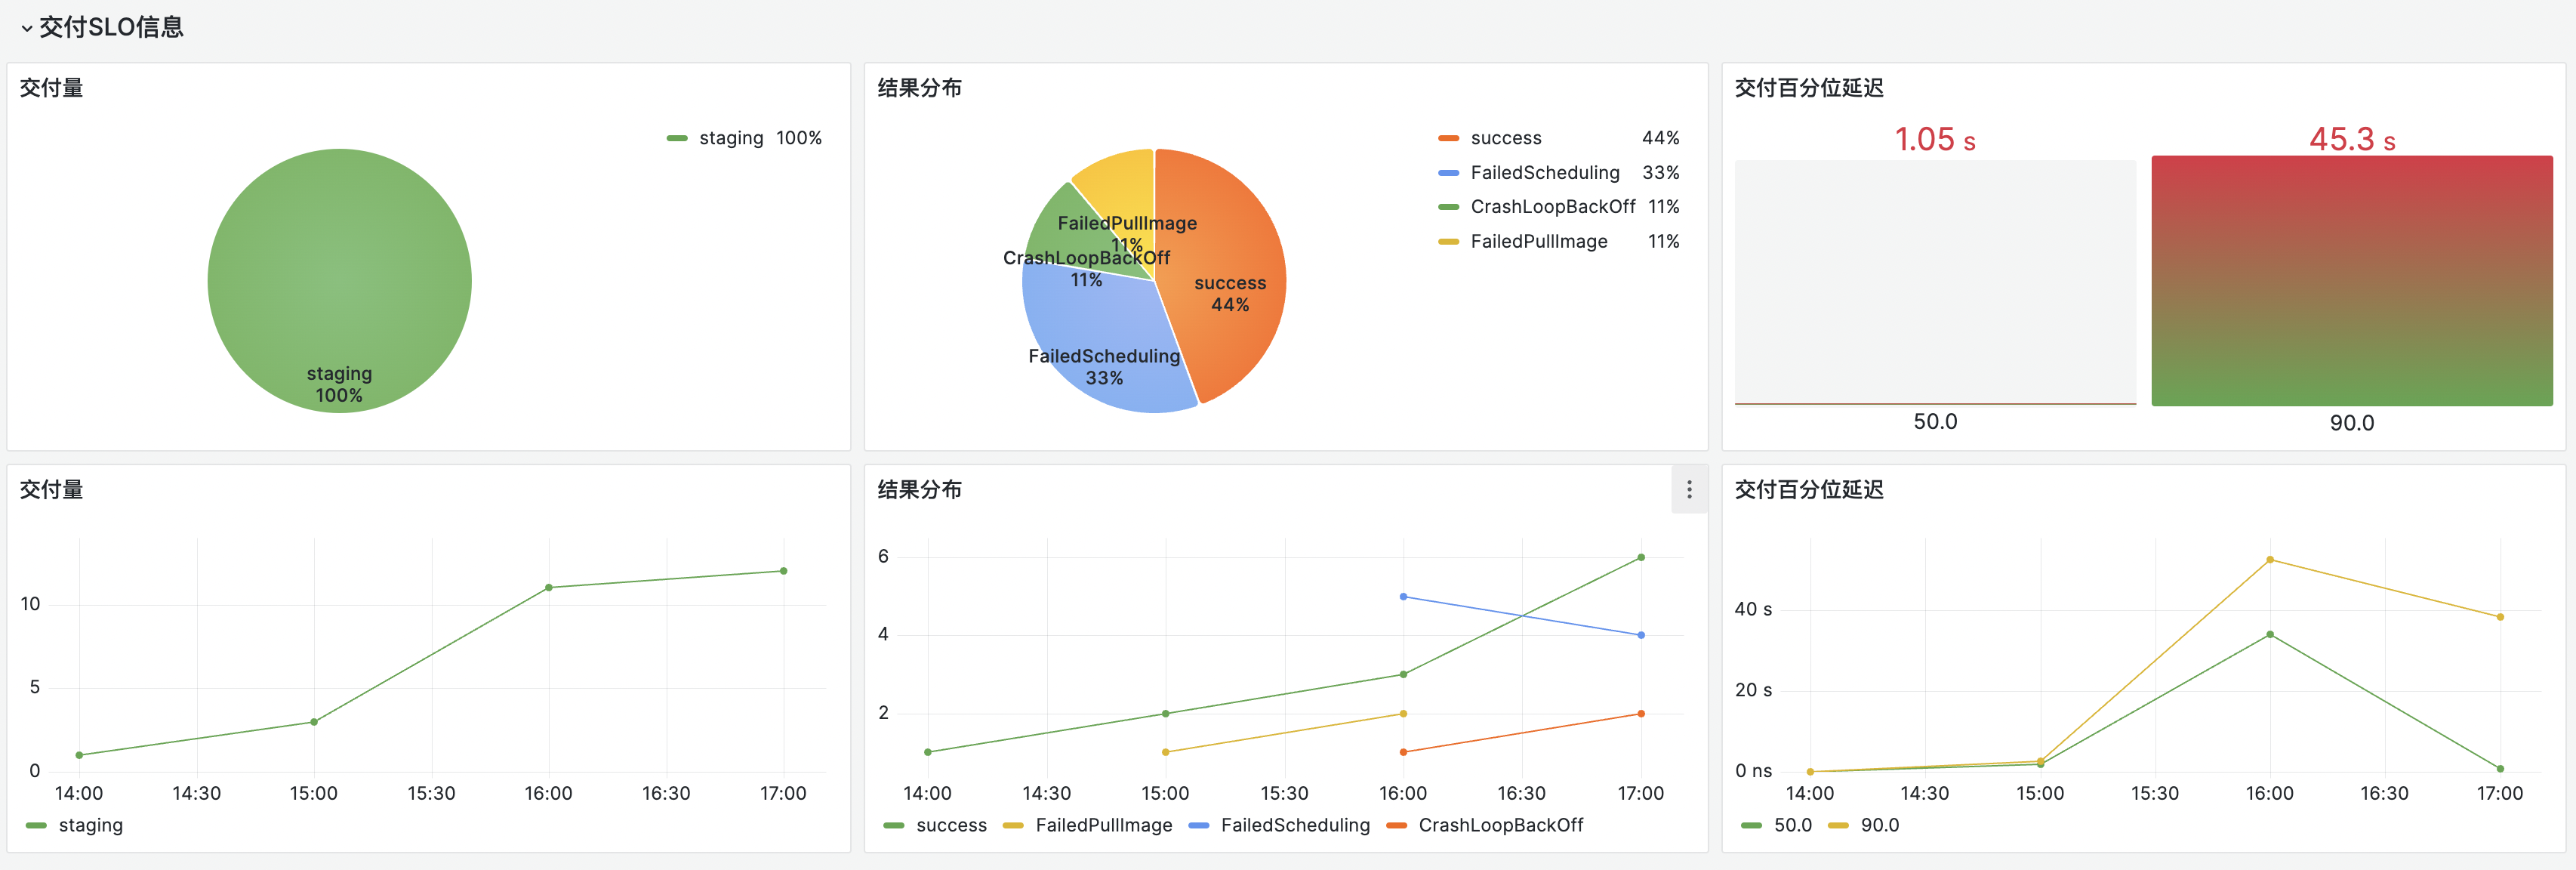 交付SLO信息
交付量
staging 100%
staging
100%
结果分布
success 44%
FailedScheduling 33%
CrashLoopBackOff 11%
FailedPullImage 11%
FailedPullImage
11%
CrashLoopBackOff
11%
success
44%
FailedScheduling
33%
交付百分位延迟
1.05 s
45.3 s
50.0
90.0
交付量
10
5
0
14:00 14:30 15:00 15:30 16:00 16:30 17:00
staging
结果分布
6
4
2
14:00 14:30 15:00 15:30 16:00 16:30 17:00
success FailedPullImage FailedScheduling CrashLoopBackOff
交付百分位延迟
40 s
20 s
0 ns
14:00 14:30 15:00 15:30 16:00 16:30 17:00
50.0 90.0